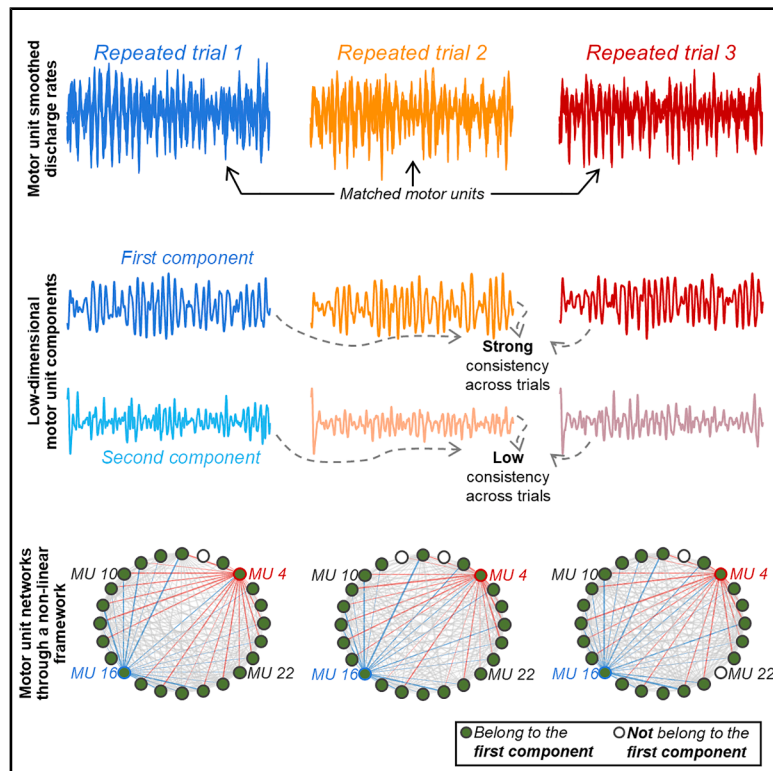 Repeated trial 1
Repeated trial 2
Repeated trial 3
Motor unit smoothed
discharge rates
Matched motor units
Low-dimensional
motor unit components
First component
Strong
consistency
across trials
Second component
Low
consistency
across trials
Motor unit networks
through a non-linear
framework
MU 10
MU 4
MU 16
MU 22
MU 10
MU 4
MU 16
MU 22
MU 10
MU 4
MU 16
MU 22
Belong to the
first component
Not belong to the
first component